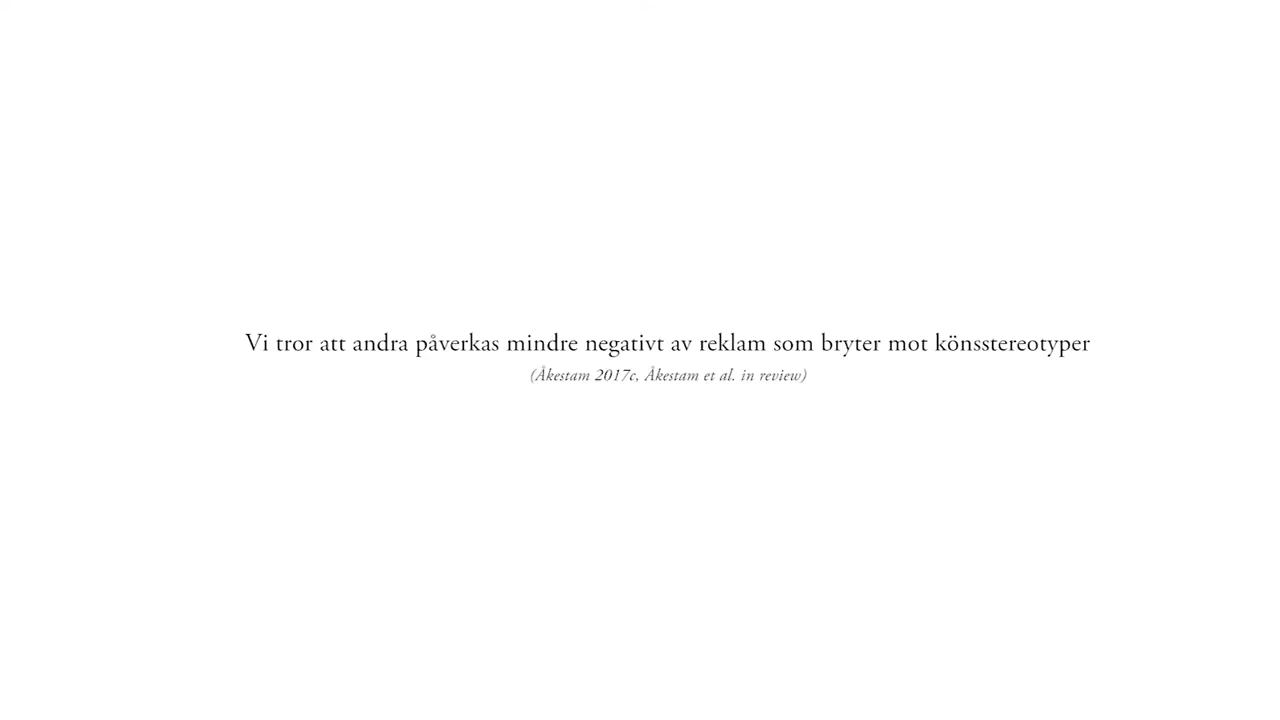 Vi tror att andra påverkas mindre negativt av reklam som bryter mot könsstereotyper
(Åkestam 2017c, Åkestam et al. in review)